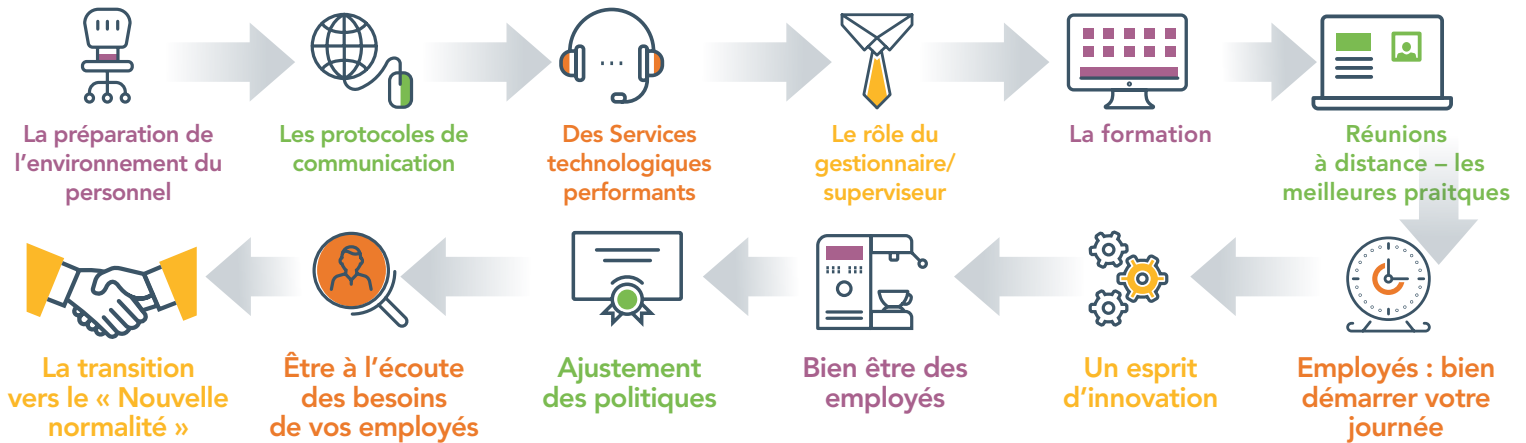 La préparation de
l'environnement du
personnel
Les protocoles de
communication
Des Services
technologiques
performants
Le rôle du
gestionnaire/
superviseur
La formation
Réunions
à distance – les
meilleures praitques
Employés : bien
démarrer votre
journée
Un esprit
d'innovation
Bien être des
employés
Ajustement
des politiques
Être à l'écoute
des besoins
de vos employés
La transition
vers le « Nouvelle
normalité »